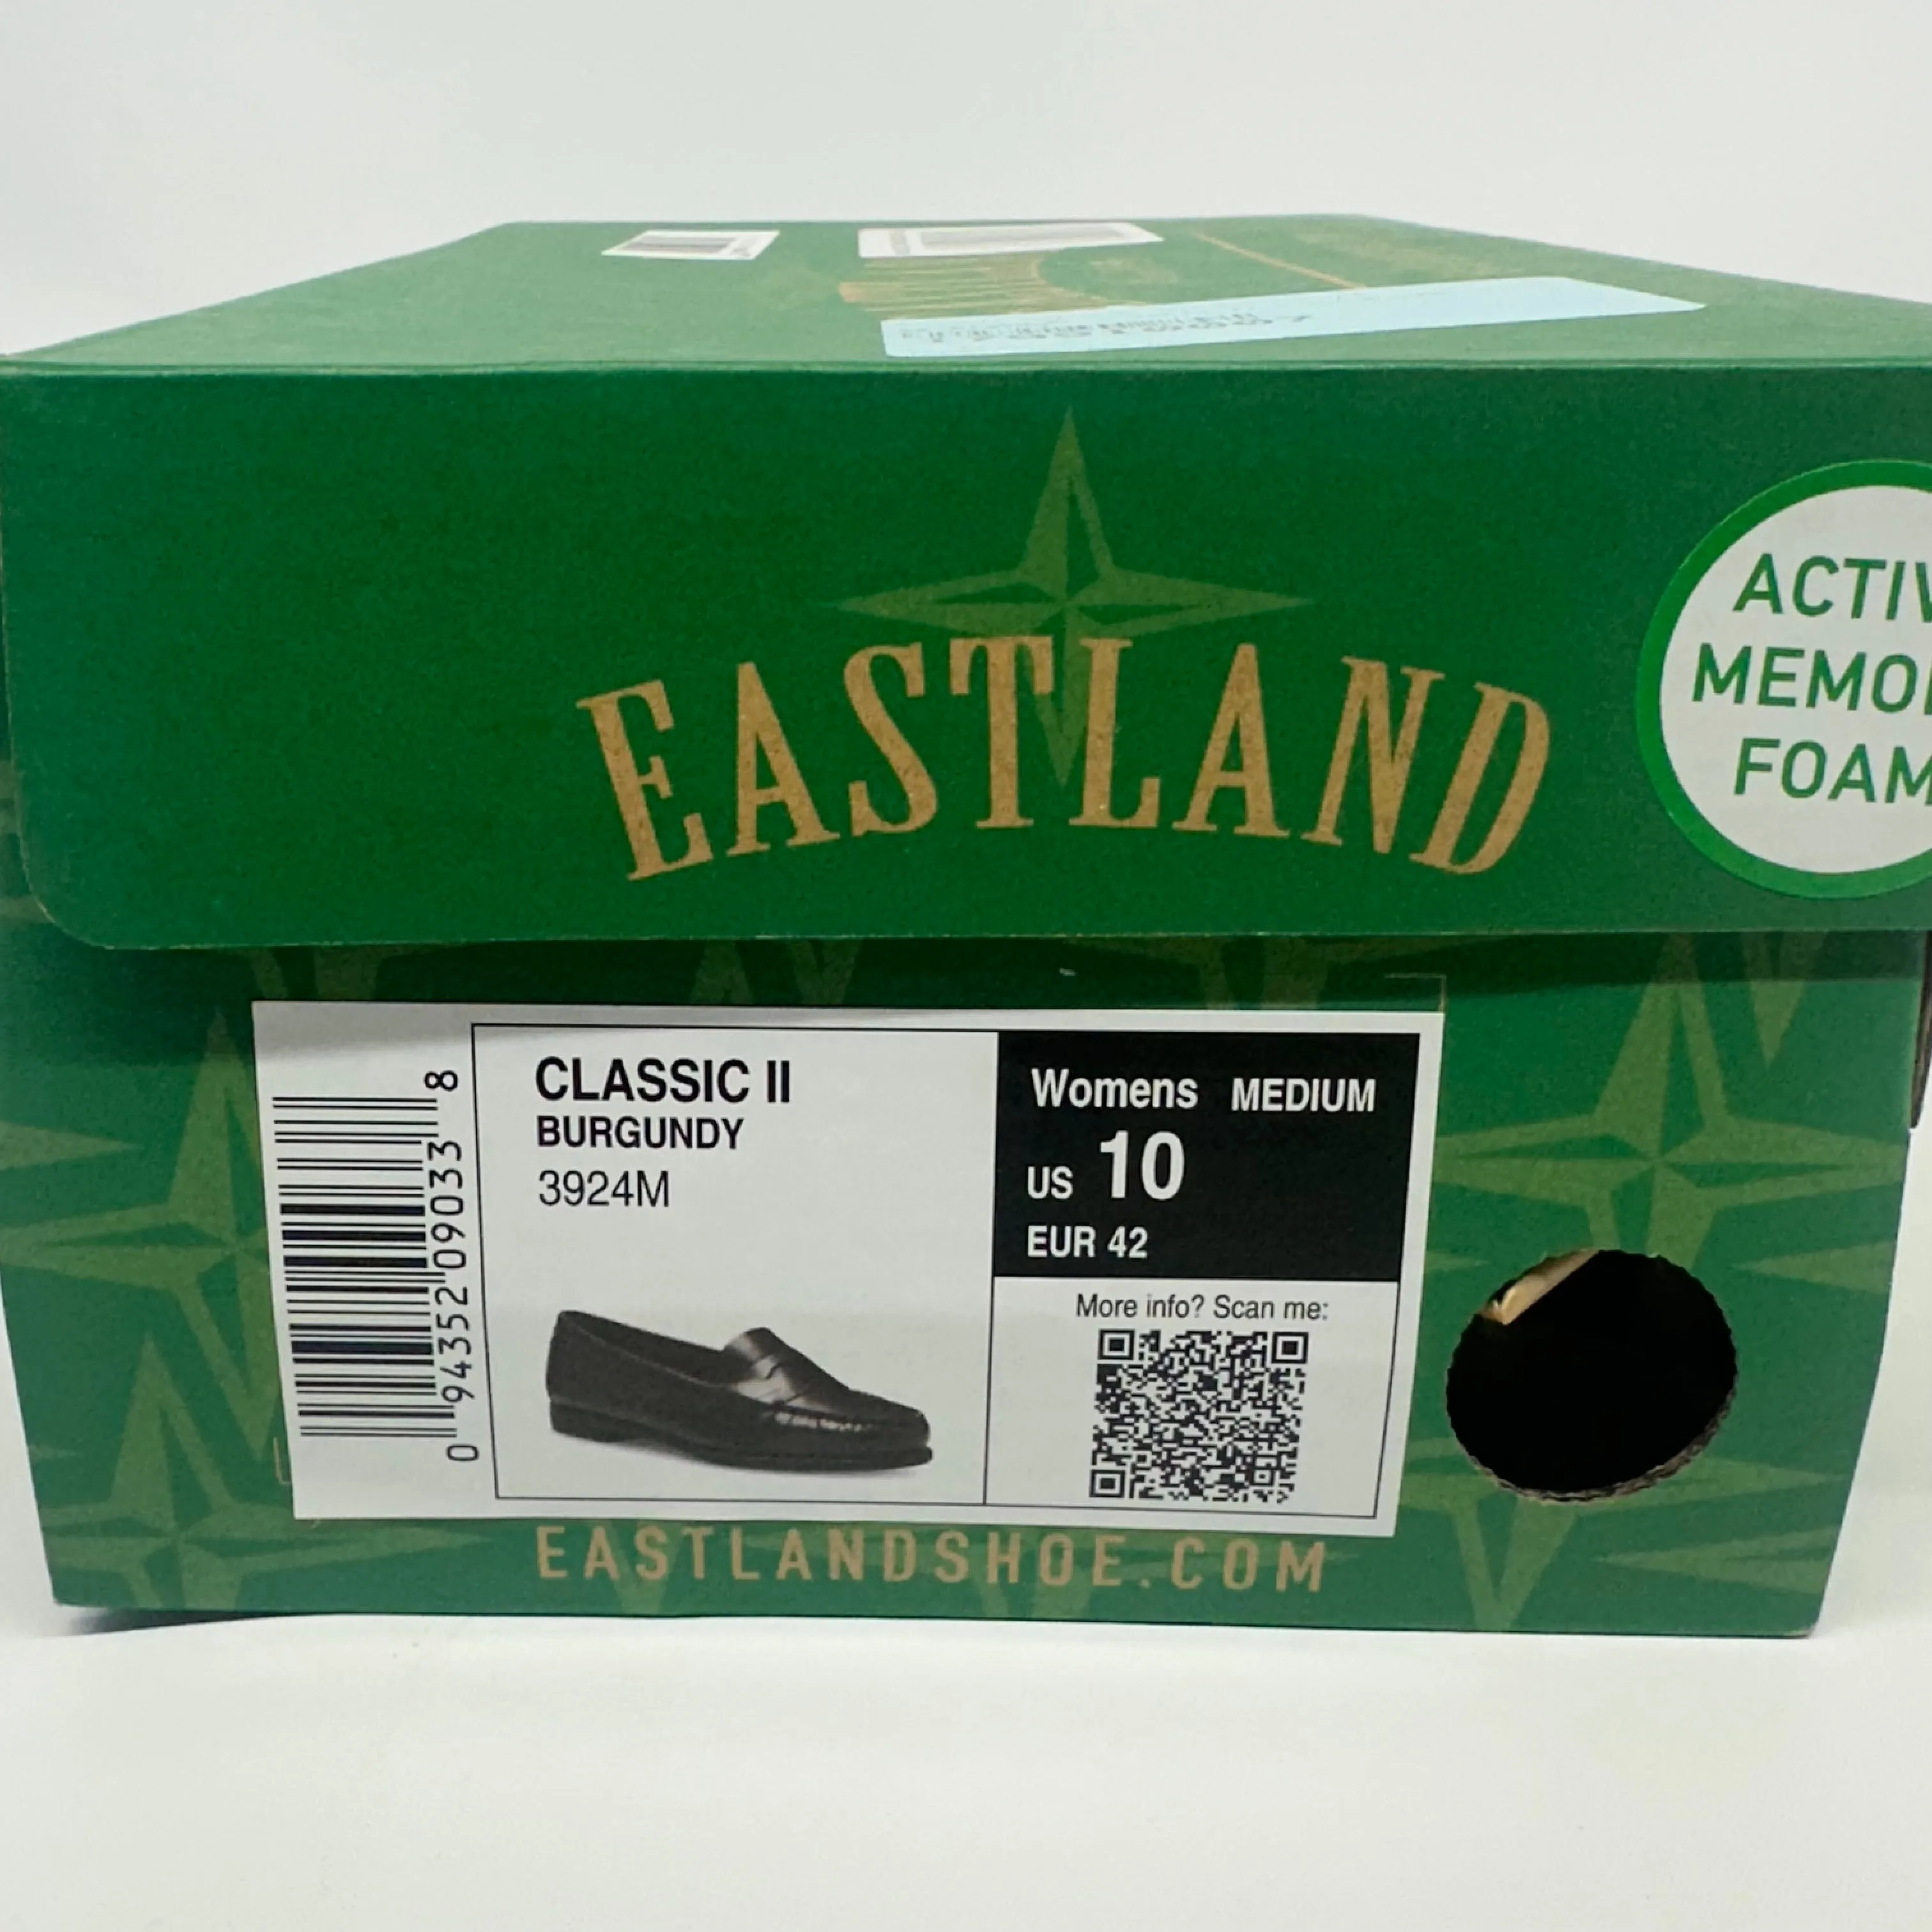 EASTLAND
ACTIV
MEMO
FOAM
CLASSIC II
BURGUNDY
3924M
Womens MEDIUM
US 10
EUR 42
More info? Scan me:
0 94352 09033 8
EASTLANDSHOE.COM